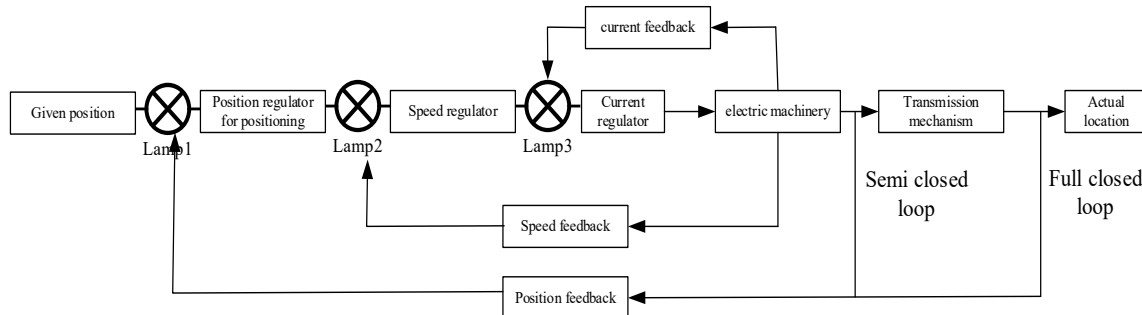 current feedback
Given position
Position regulator
for positioning
Speed regulator
Current
regulator
electric machinery
Transmission
mechanism
Actual
location
Lamp1
Lamp2
Lamp3
Semi closed
loop
Full closed
loop
Speed feedback
Position feedback